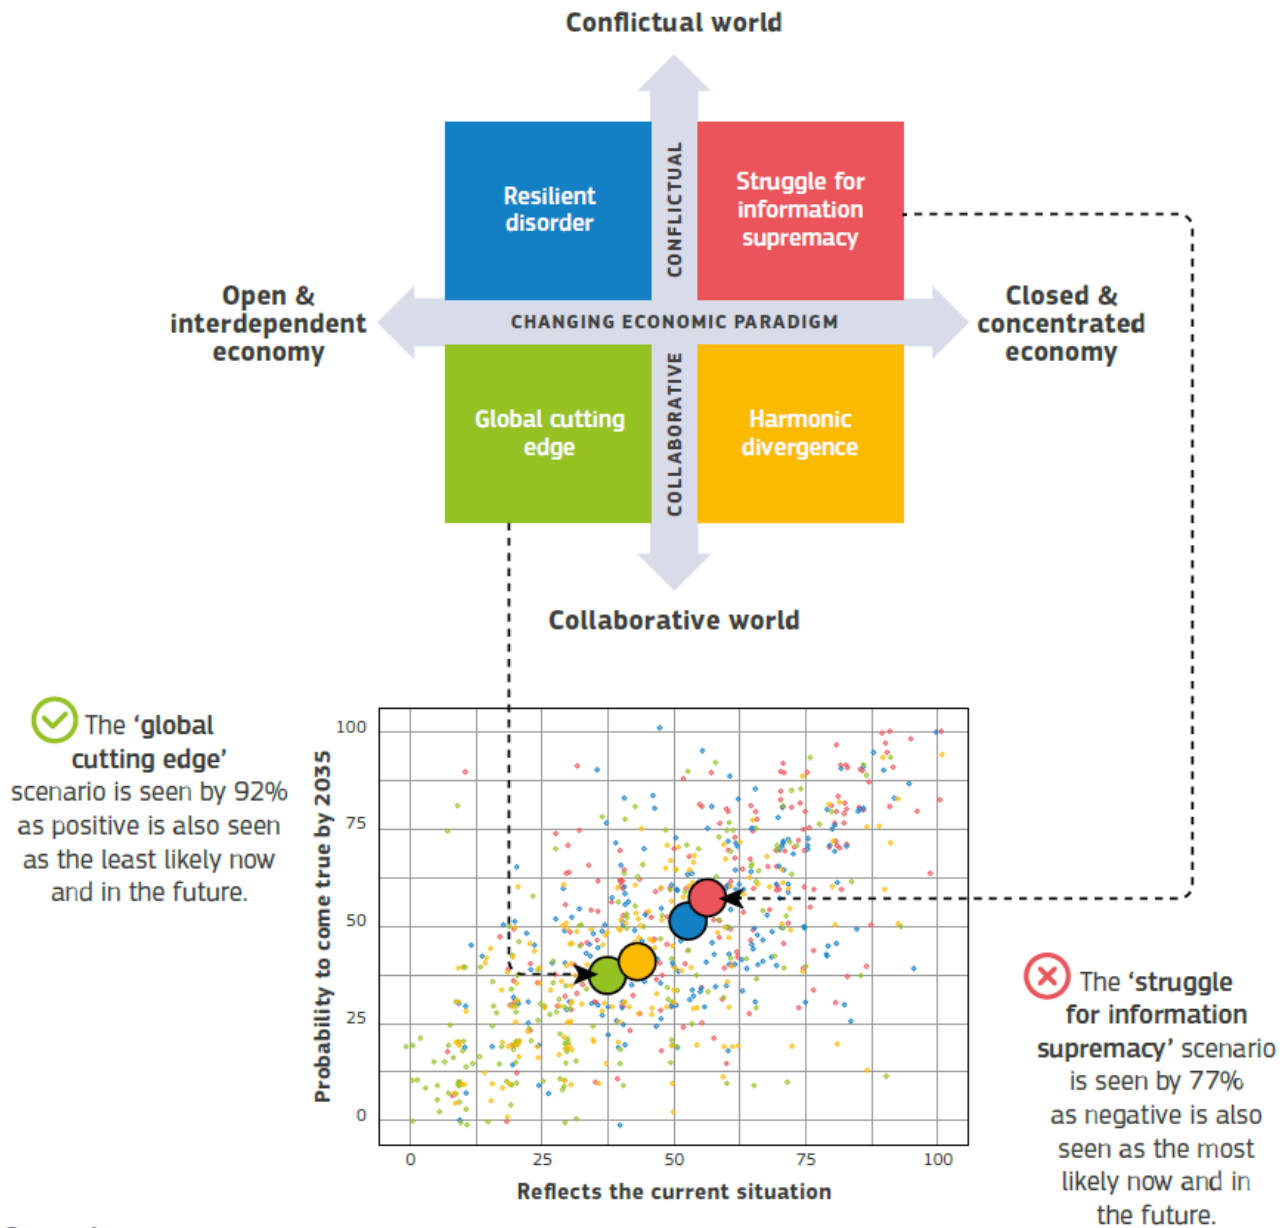 Conflictual world
Resilient
disorder
CONFLICTUAL
Struggle for
information
supremacy
Open &
interdependent
economy
CHANGING ECONOMIC PARADIGM
Closed &
concentrated
economy
Global cutting
edge
COLLABORATIVE
Harmonic
divergence
Collaborative world
The ‘global
cutting edge’
scenario is seen by 92%
as positive is also seen
as the least likely now
and in the future.
Probability to come true by 2035
100
75
50
25
0
0 25 50 75 100
Reflects the current situation
The ‘struggle
for information
supremacy’ scenario
is seen by 77%
as negative is also
seen as the most
likely now and in
the future.